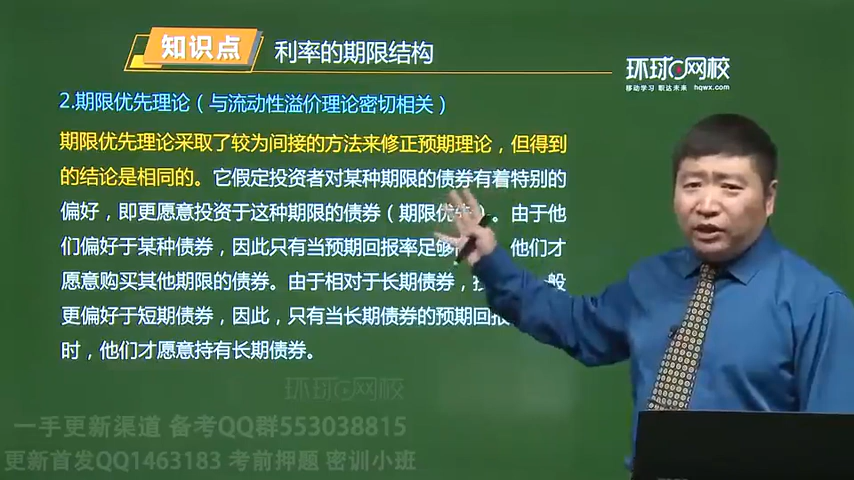 知识点
利率的期限结构
环球网校
移动学习 职达未来 hqwx.com
2.期限优先理论（与流动性溢价理论密切相关）
期限优先理论采取了较为间接的方法来修正预期理论，但得到
的结论是相同的。它假定投资者对某种期限的债券有着特别的
偏好，即更愿意投资于这种期限的债券（期限优）。由于他
们偏好于某种债券，因此只有当预期回报率足够 他们才
愿意购买其他期限的债券。由于相对于长期债券，般
更偏好于短期债券，因此，只有当长期债券的预期回报
时，他们才愿意持有长期债券。
环球网校
一手更新渠道 备考QQ群553038815
更新首发QQ1463183 考前押题 密训小班